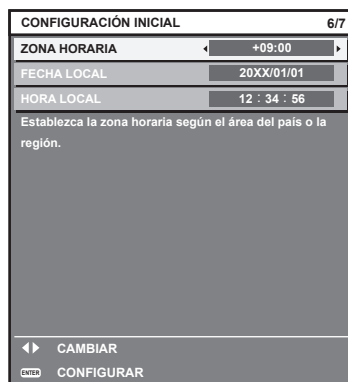 CONFIGURACIÓN INICIAL 6/7
ZONA HORARIA +09:00
FECHA LOCAL 20XX/01/01
HORA LOCAL 12 : 34 : 56
Establezca la zona horaria según el área del país o la
región.
CAMBIAR
ENTER CONFIGURAR